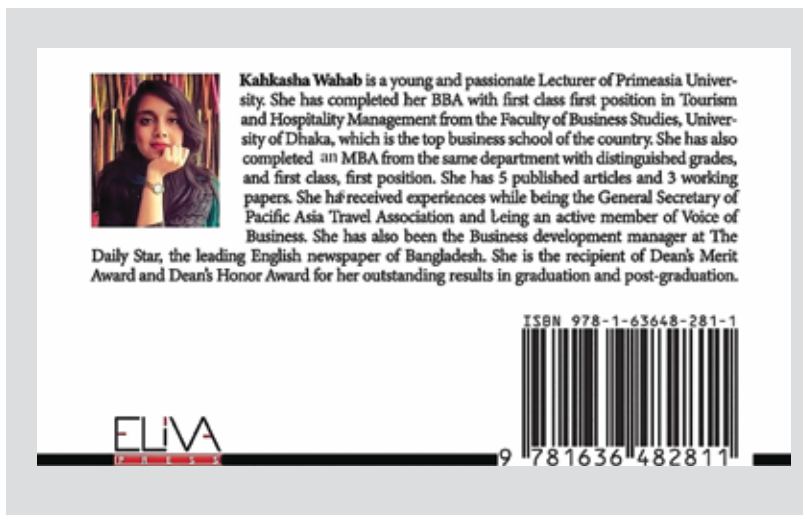 Kahkasha Wahab is a young and passionate Lecturer of Primeasia Univer-
sity. She has completed her BBA with first class first position in Tourism
and Hospitality Management from the Faculty of Business Studies, Univer-
sity of Dhaka, which is the top business school of the country. She has also
completed an MBA from the same department with distinguished grades,
and first class, first position. She has 5 published articles and 3 working
papers. She has received experiences while being the General Secretary of
Pacific Asia Travel Association and being an active member of Voice of
Business. She has also been the Business development manager at The
Daily Star, the leading English newspaper of Bangladesh. She is the recipient of Dean's Merit
Award and Dean's Honor Award for her outstanding results in graduation and post-graduation.
ISBN 978-1-63648-281-1
ELiVA
PRESS
9 781636 482811